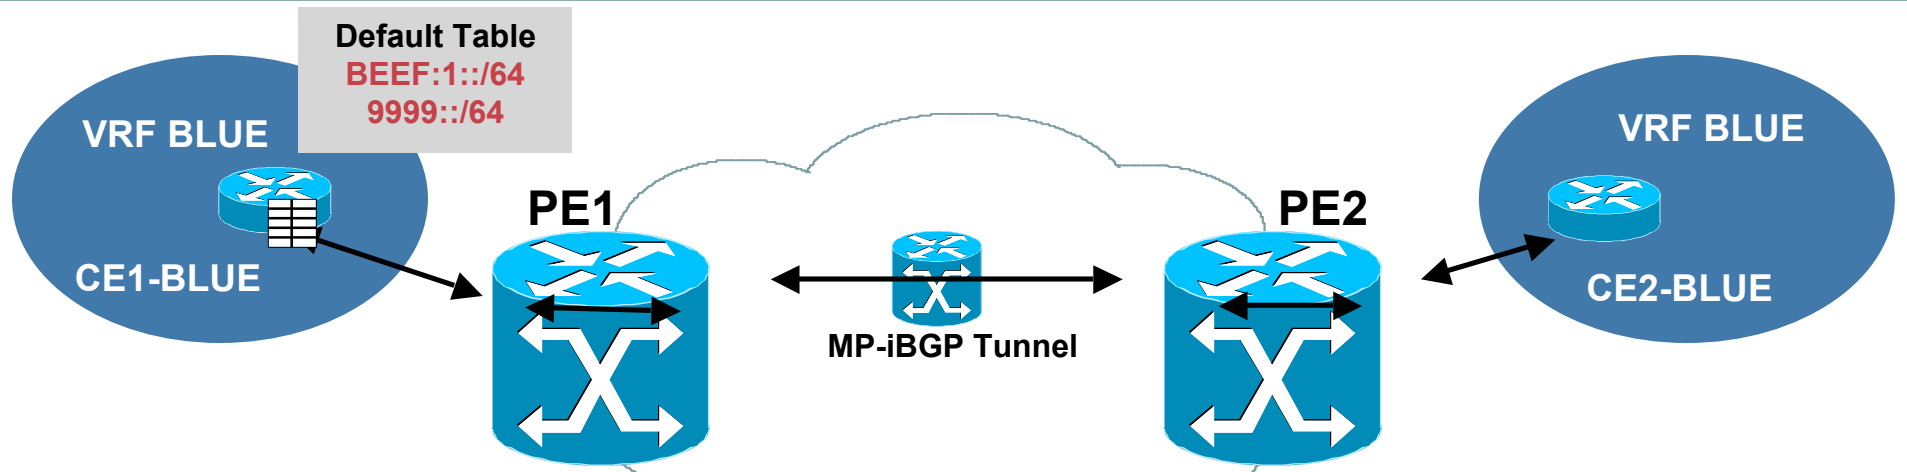 Default Table
BEEF:1::/64
9999::/64
VRF BLUE
CE1-BLUE
PE1
MP-iBGP Tunnel
PE2
VRF BLUE
CE2-BLUE